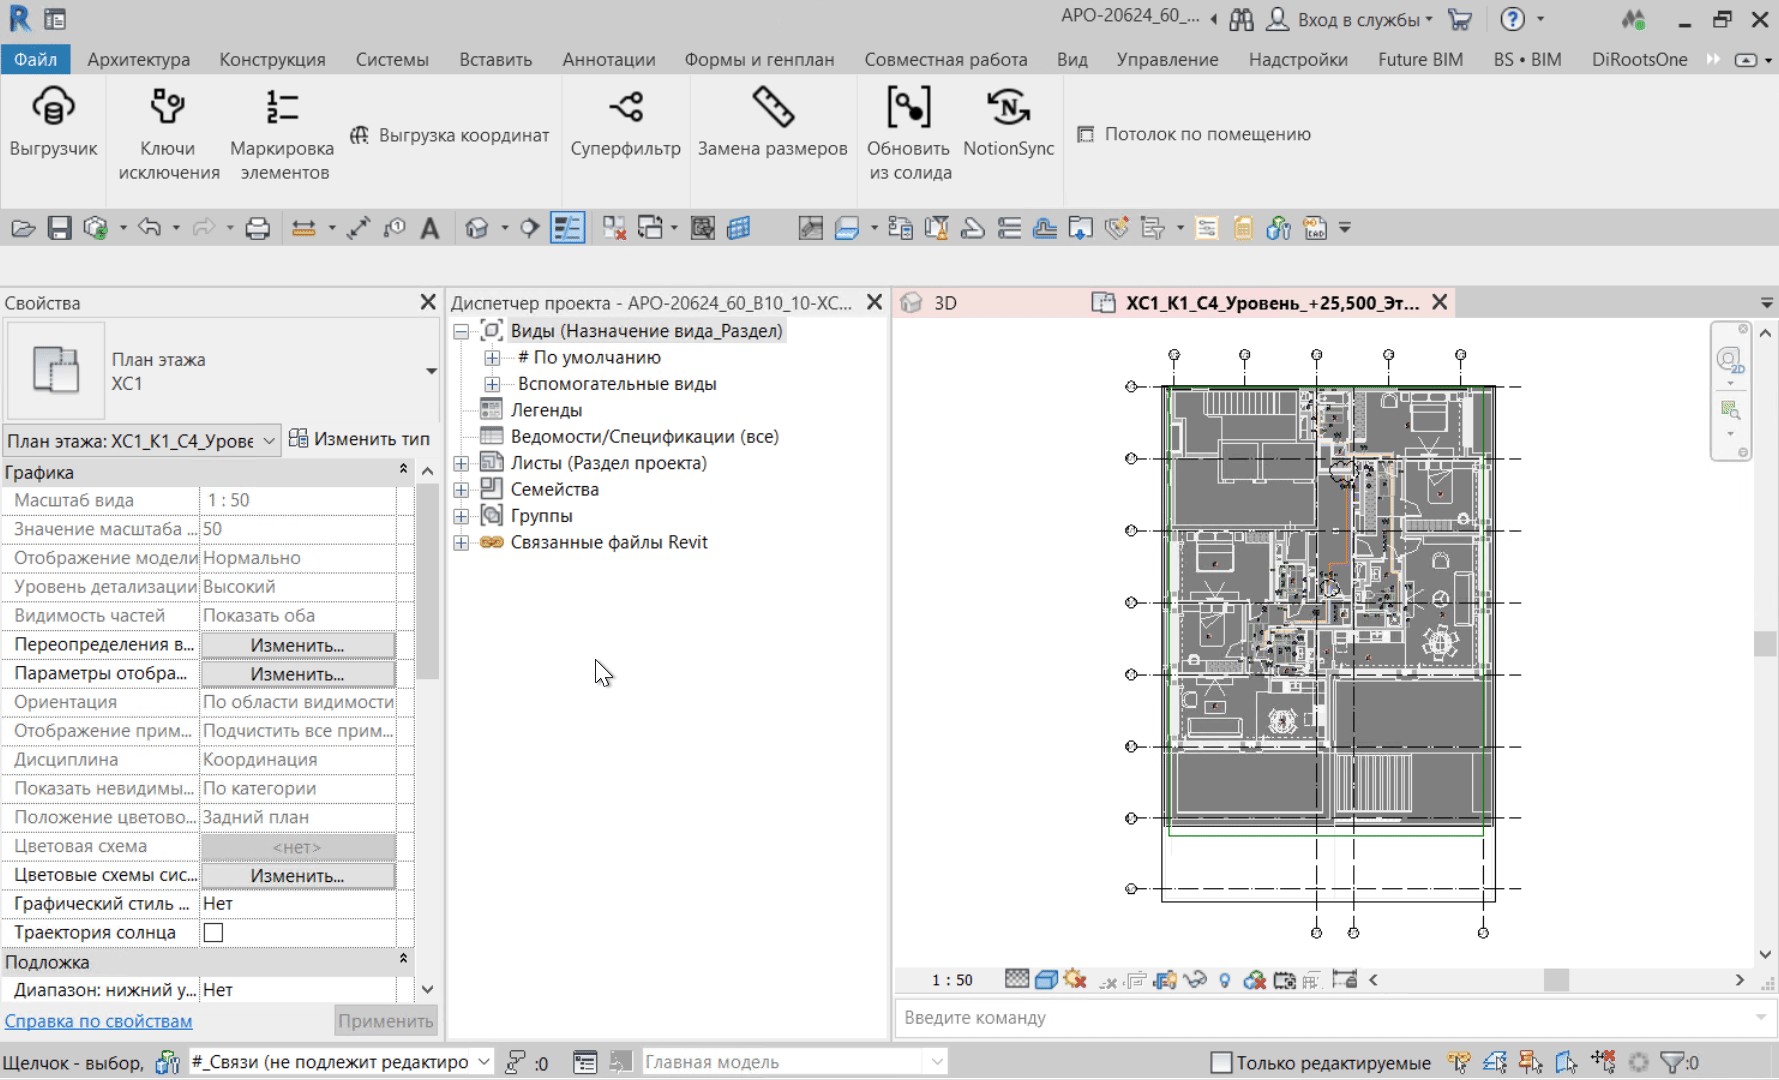 APO-20624_60_...
Вход в службы
Файл
Архитектура
Конструкция
Системы
Вставить
Аннотации
Формы и генплан
Совместная работа
Вид
Управление
Надстройки
Future BIM
BS • BIM
DiRootsOne
Выгрузчик
Ключи
исключения
Маркировка
элементов
Выгрузка координат
Суперфильтр
Замена размеров
Обновить
из солида
NotionSync
Потолок по помещению
Свойства
План этажа
ХС1
План этажа: ХС1_К1_С4_Урове
Изменить тип
Графика
Масштаб вида 1 : 50
Значение масштаба ... 50
Отображение модели Нормально
Уровень детализации Высокий
Видимость частей Показать оба
Переопределения в... Изменить...
Параметры отобра... Изменить...
Ориентация По области видимости
Отображение прим... Подчистить все прим...
Дисциплина Координация
Показать невидимы... По категории
Положение цветово... Задний план
Цветовая схема <нет>
Цветовые схемы сис... Изменить...
Графический стиль ... Нет
Траектория солнца
Подложка
Диапазон: нижний у... Нет
Справка по свойствам
Применить
Диспетчер проекта - APO-20624_60_B10_10-ХС...
Виды (Назначение вида_Раздел)
# По умолчанию
Вспомогательные виды
Легенды
Ведомости/Спецификации (все)
Листы (Раздел проекта)
Семейства
Группы
Связанные файлы Revit
3D
ХС1_К1_С4_Уровень_+25,500_Эт...
2D
1 : 50
Введите команду
Щелчок - выбор,
#_Связи (не подлежит редактиро
:0
Главная модель
Только редактируемые
:0